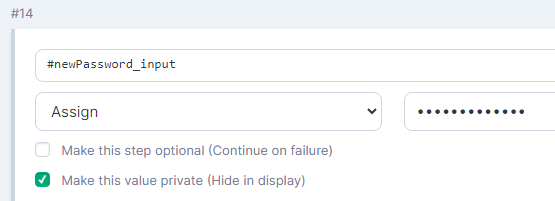 #14
#newPassword_input
Assign
•••••••••••••
Make this step optional (Continue on failure)
Make this value private (Hide in display)